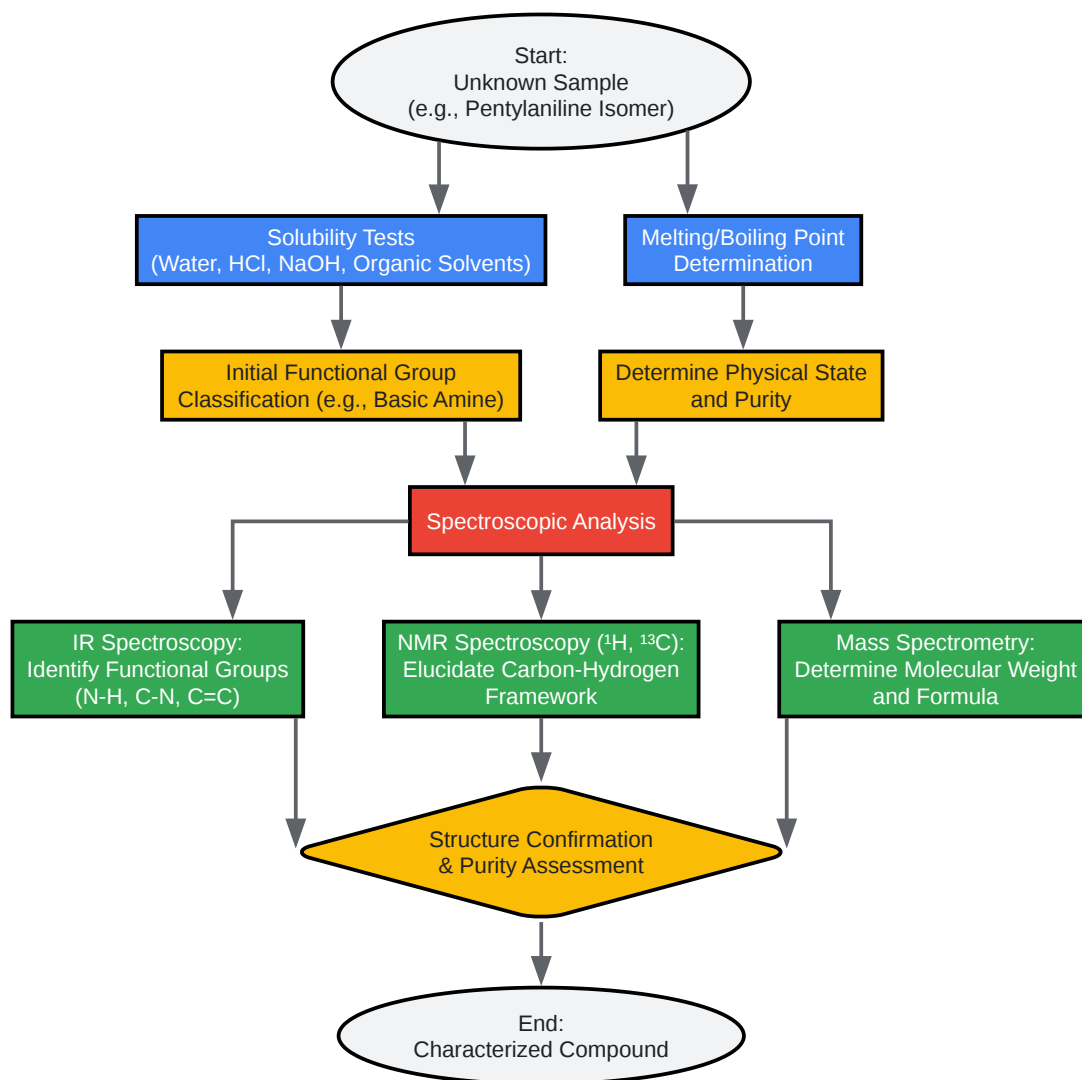 Start:
Unknown Sample
(e.g., Pentylaniline Isomer)
Solubility Tests
(Water, HCl, NaOH, Organic Solvents)
Melting/Boiling Point
Determination
Initial Functional Group
Classification (e.g., Basic Amine)
Determine Physical State
and Purity
Spectroscopic Analysis
IR Spectroscopy:
Identify Functional Groups
(N-H, C-N, C=C)
NMR Spectroscopy (¹H, ¹³C):
Elucidate Carbon-Hydrogen
Framework
Mass Spectrometry:
Determine Molecular Weight
and Formula
Structure Confirmation
& Purity Assessment
End:
Characterized Compound